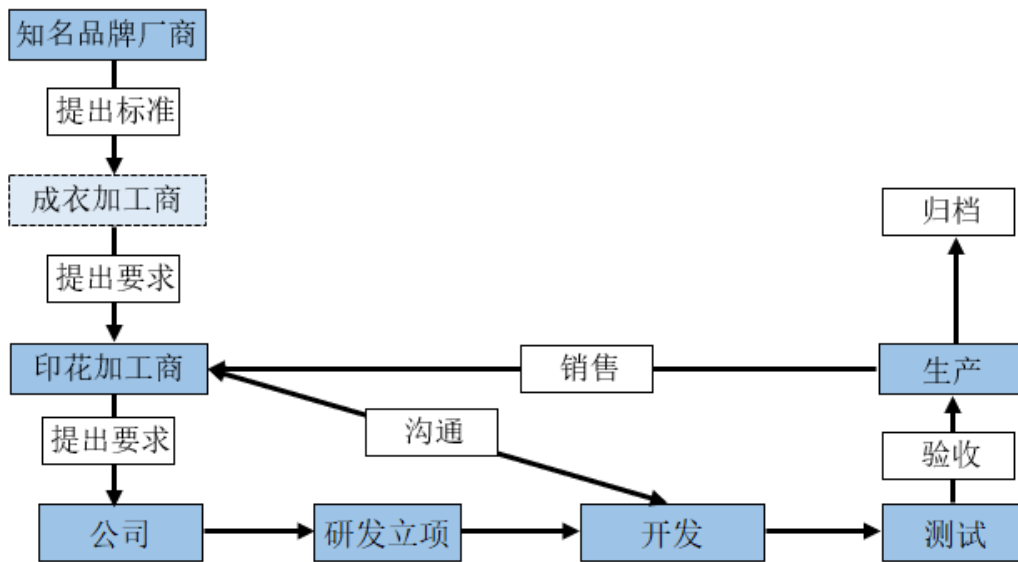 知名品牌厂商
提出标准
成衣加工商
归档
提出要求
印花加工商
销售
生产
沟通
提出要求
验收
公司
研发立项
开发
测试